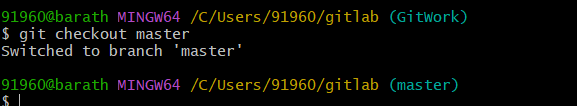 91960@barath MINGW64 /C/Users/91960/gitlab (GitWork)
$ git checkout master
Switched to branch 'master'
91960@barath MINGW64 /C/Users/91960/gitlab (master)
$